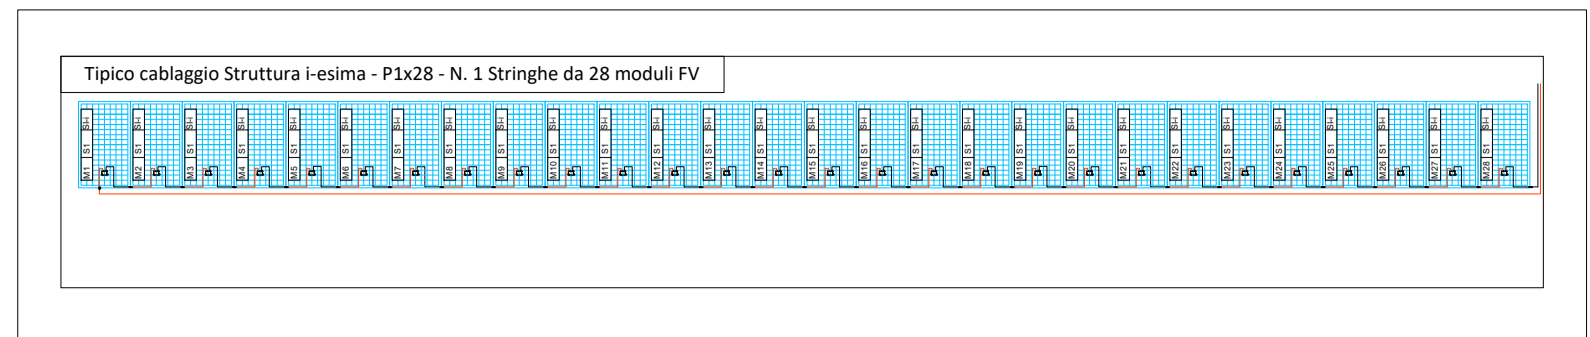 Tipico cablaggio Struttura i-esima - P1x28 - N. 1 Stringhe da 28 moduli FV
M1 S1 SH
M2 S1 SH
M3 S1 SH
M4 S1 SH
M5 S1 SH
M6 S1 SH
M7 S1 SH
M8 S1 SH
M9 S1 SH
M10 S1 SH
M11 S1 SH
M12 S1 SH
M13 S1 SH
M14 S1 SH
M15 S1 SH
M16 S1 SH
M17 S1 SH
M18 S1 SH
M19 S1 SH
M20 S1 SH
M21 S1 SH
M22 S1 SH
M23 S1 SH
M24 S1 SH
M25 S1 SH
M26 S1 SH
M27 S1 SH
M28 S1 SH